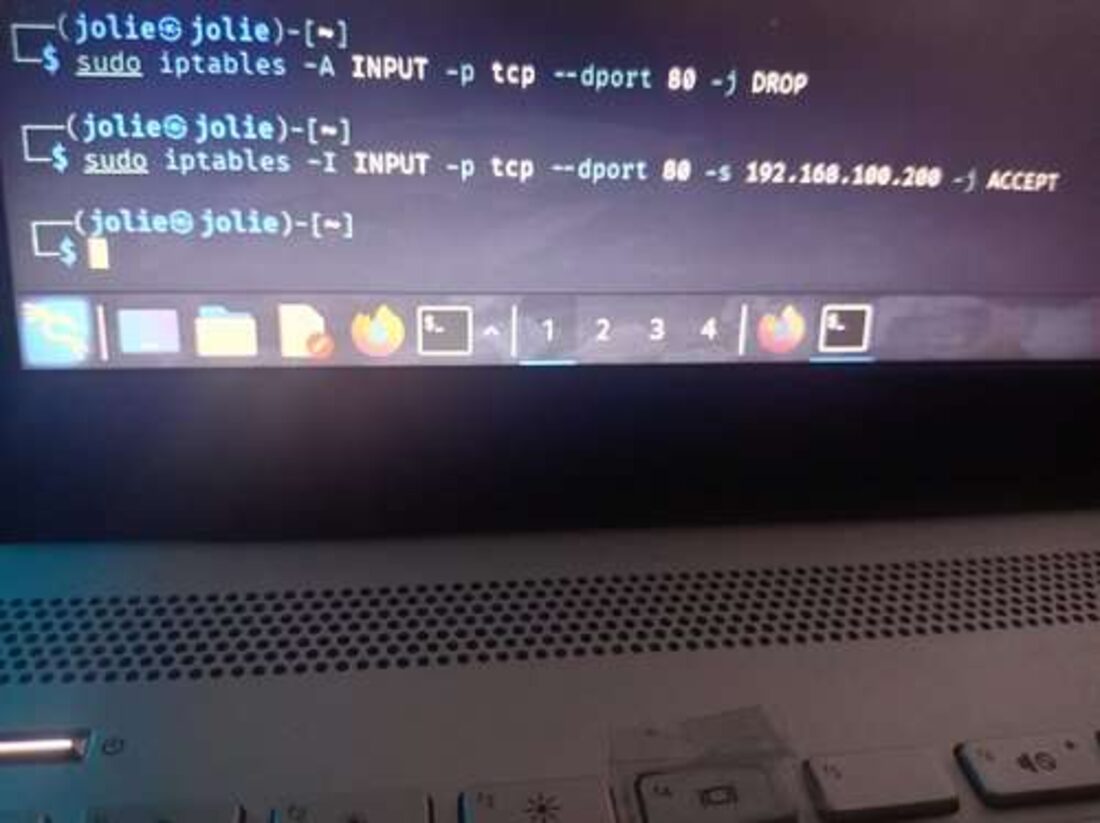 ┌──(jolie㉿jolie)-[~]
└─$ sudo iptables -A INPUT -p tcp --dport 80 -j DROP
┌──(jolie㉿jolie)-[~]
└─$ sudo iptables -I INPUT -p tcp --dport 80 -s 192.168.100.200 -j ACCEPT
┌──(jolie㉿jolie)-[~]
└─$
$_ 1 2 3 4 $_